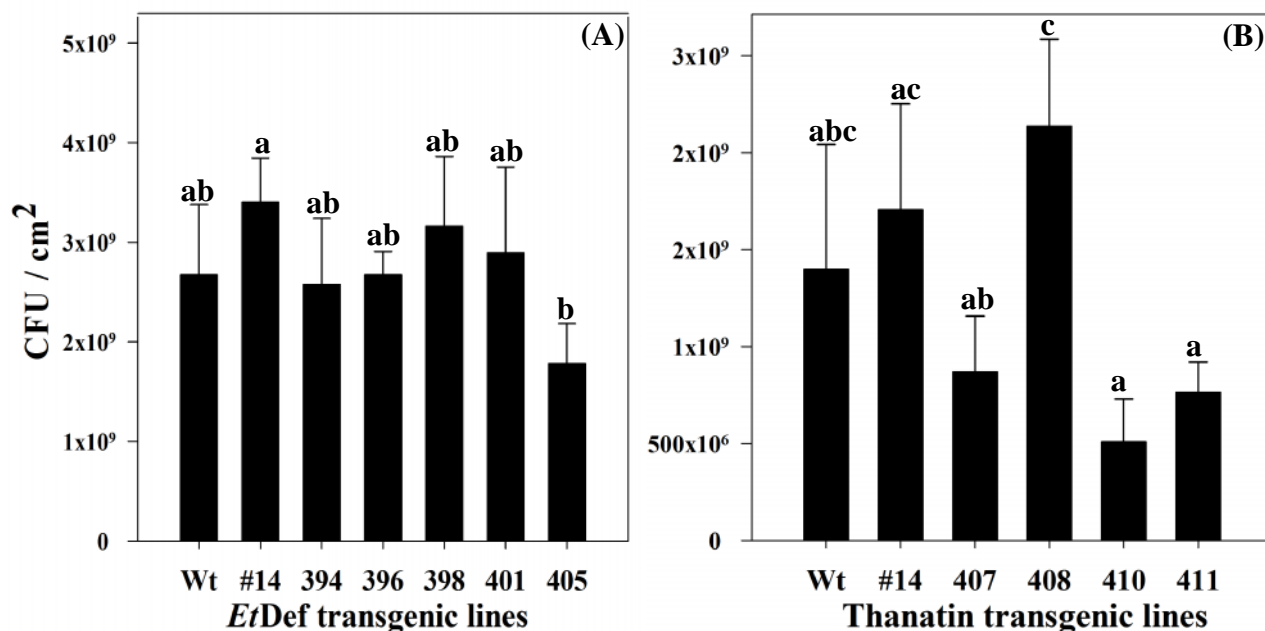 (A)
CFU / cm²
5x10⁹
4x10⁹
3x10⁹
2x10⁹
1x10⁹
0
ab
a
ab
ab
ab
ab
b
Wt #14 394 396 398 401 405
EtDef transgenic lines
(B)
3x10⁹
2x10⁹
2x10⁹
1x10⁹
500x10⁶
0
abc
ac
ab
c
a
a
Wt #14 407 408 410 411
Thanatin transgenic lines